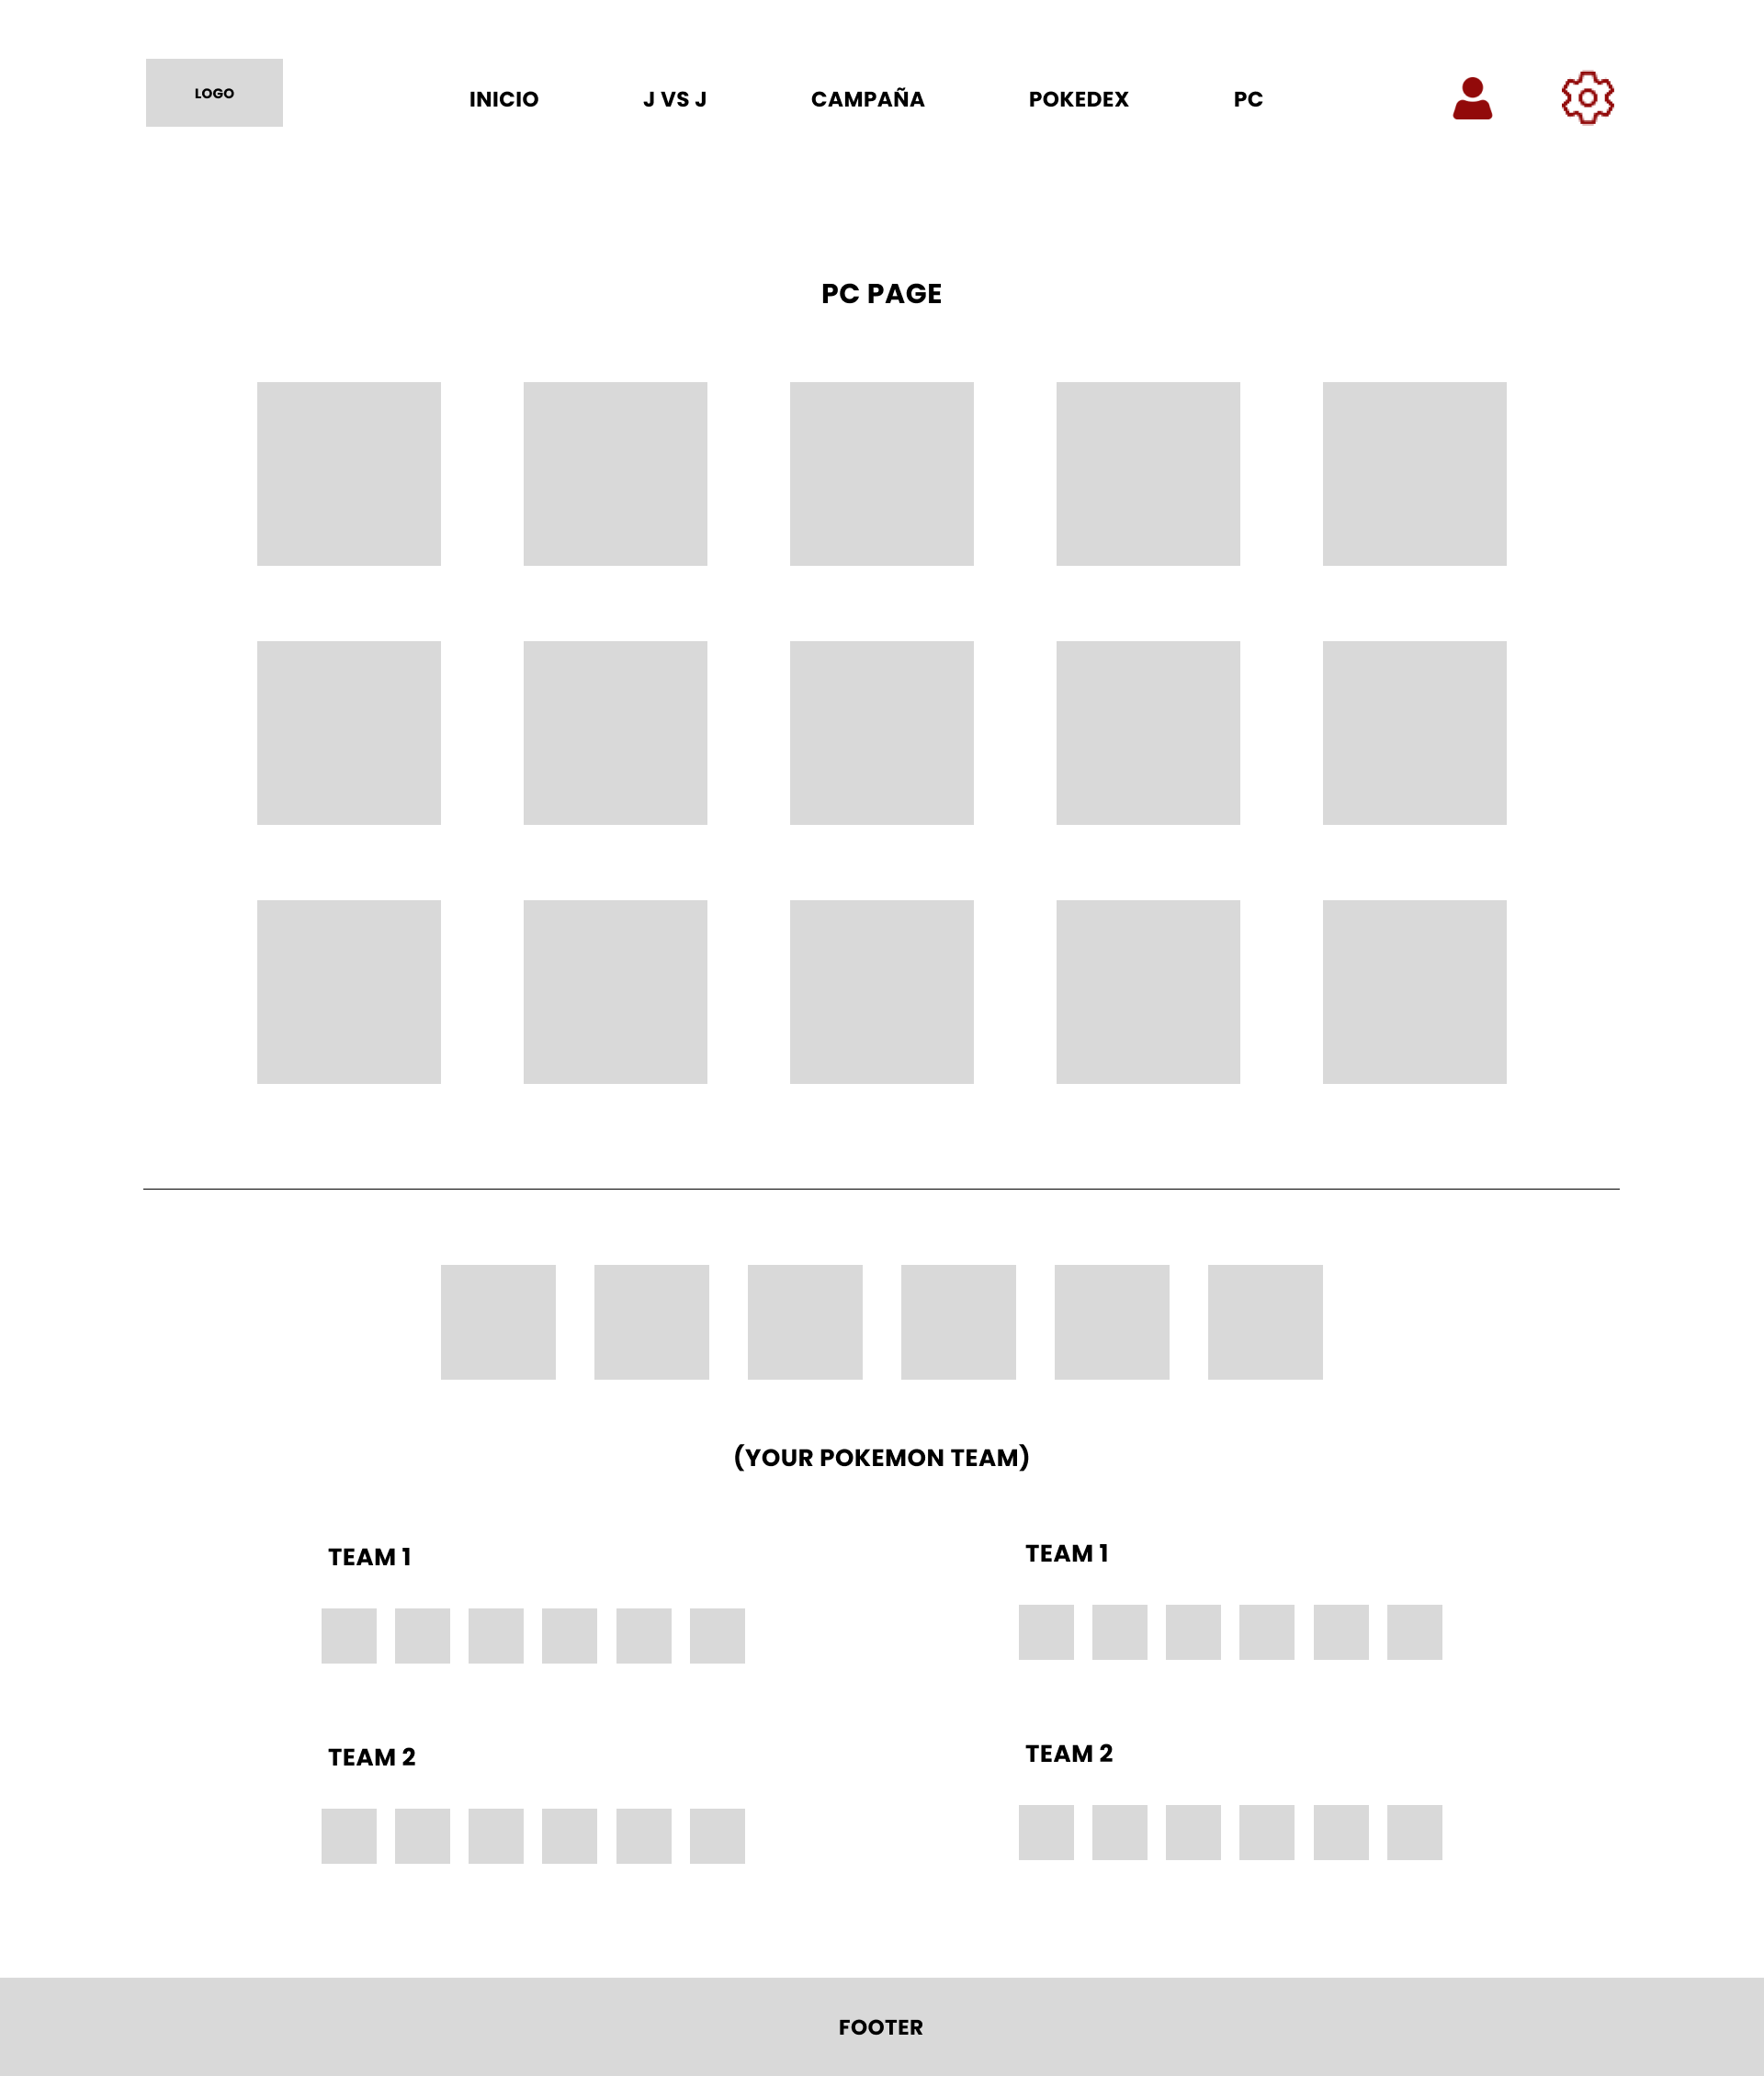 LOGO
INICIO
J VS J
CAMPAÑA
POKEDEX
PC
PC PAGE
(YOUR POKEMON TEAM)
TEAM 1
TEAM 1
TEAM 2
TEAM 2
FOOTER